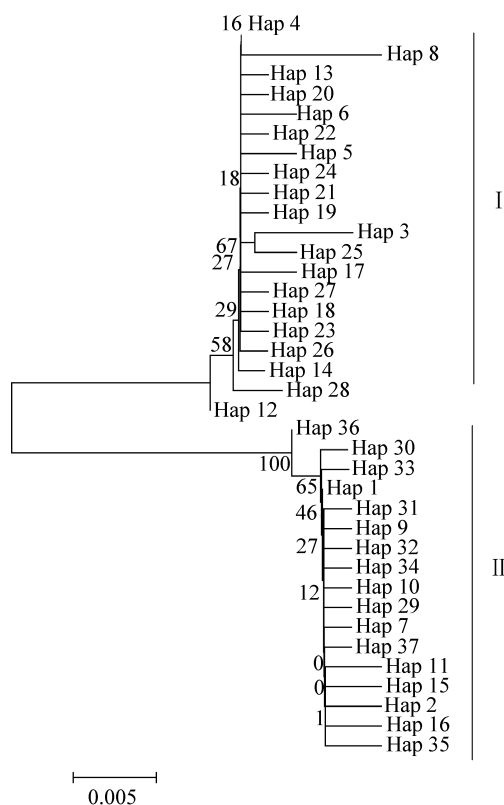 16 Hap 4
Hap 8
Hap 13
Hap 20
Hap 6
Hap 22
Hap 5
Hap 24
18
Hap 21
I
Hap 19
Hap 3
67
Hap 25
27
Hap 17
Hap 27
29
Hap 18
Hap 23
58
Hap 26
Hap 14
Hap 28
Hap 12
Hap 36
Hap 30
100
Hap 33
65
Hap 1
46
Hap 31
Hap 9
27
Hap 32
Hap 34
II
12
Hap 10
Hap 29
Hap 7
Hap 37
0
Hap 11
0
Hap 15
Hap 2
1
Hap 16
Hap 35
0.005